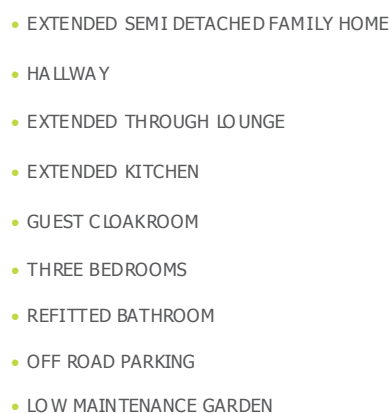 • EXTENDED SEMI DETACHED FAMILY HOME
• HALLWAY
• EXTENDED THROUGH LOUNGE
• EXTENDED KITCHEN
• GUEST CLOAKROOM
• THREE BEDROOMS
• REFITTED BATHROOM
• OFF ROAD PARKING
• LOW MAINTENANCE GARDEN